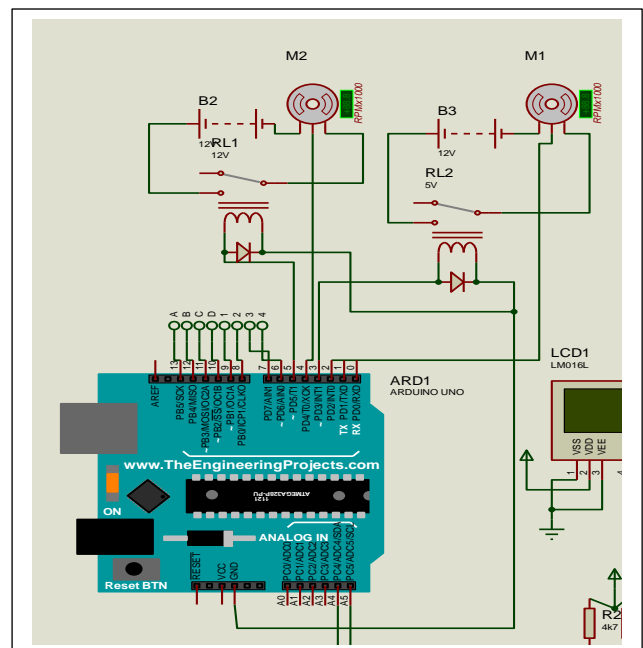 M2
M1
B2
12V
RPMx1000
RL1
12V
B3
12V
RPMx1000
RL2
5V
A
B
C
D
1
2
3
4
13
12
11
10
9
8
7
6
5
4
3
2
1
0
AREF
PB5/SCK
PB4/MISO
~PB3/MOSI/OC2A
~PB2/SS/OC1B
~PB1/OC1A
PB0/ICP1/CLKO
PD7/AIN1
~PD6/AIN0
~PD5/T1
PD4/T0/XCK
~PD3/INT1
PD2/INT0
PD1/TXD
PD0/RXD
TX
RX
ARD1
ARDUINO UNO
LCD1
LM016L
VSS
VDD
VEE
1
2
3
4
www.TheEngineeringProjects.com
1121
ATMEGA328P-PU
ON
ANALOG IN
Reset BTN
RESET
VCC
GND
PC0/ADC0
PC1/ADC1
PC2/ADC2
PC3/ADC3
PC4/ADC4/SDA
PC5/ADC5/SCL
A0
A1
A2
A3
A4
A5
R2
4k7